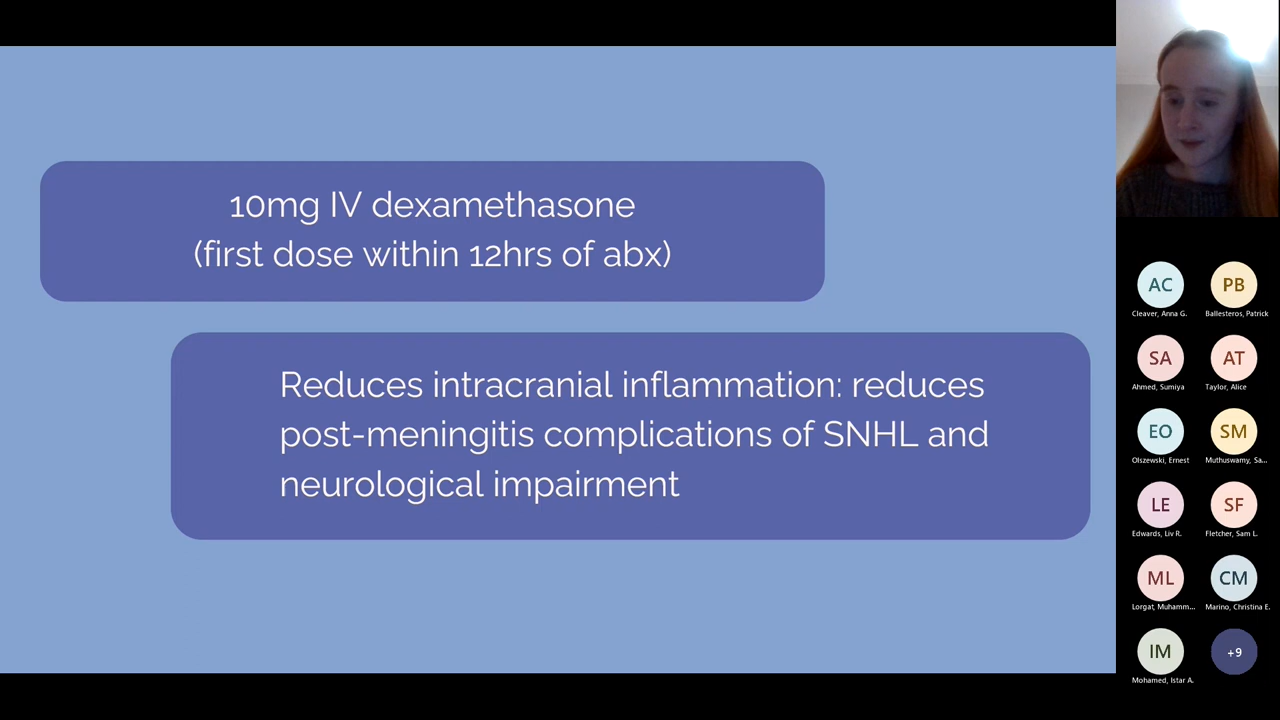 10mg IV dexamethasone
(first dose within 12hrs of abx)
Reduces intracranial inflammation: reduces
post-meningitis complications of SNHL and
neurological impairment
AC
PB
Cleaver, Anna G.
Ballesteros, Patrick
SA
AT
Ahmed, Sumiya
Taylor, Alice
EO
SM
Olszewski, Ernest
Muthuswamy, Sa...
LE
SF
Edwards, Liv R.
Fletcher, Sam L.
ML
CM
Lorgat, Muhamm...
Marino, Christina E.
IM
+9
Mohamed, Istar A.